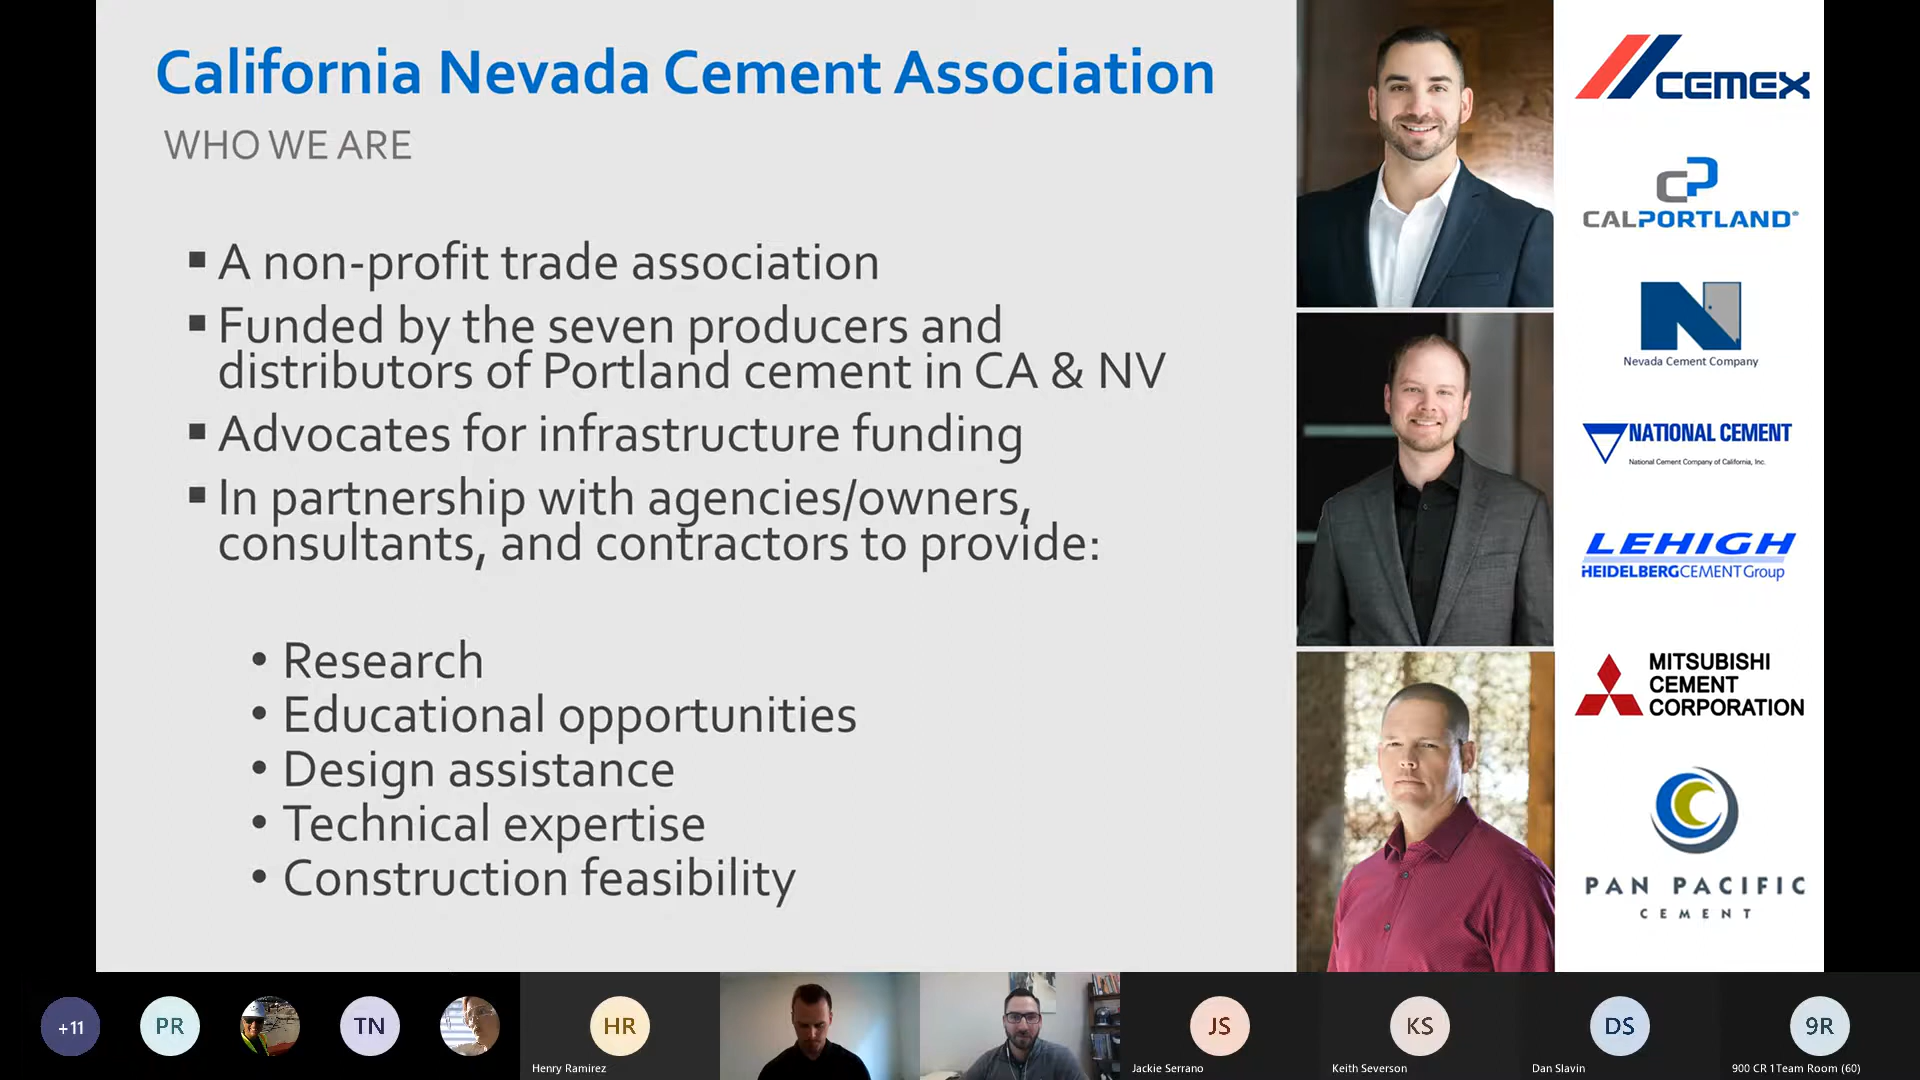 California Nevada Cement Association
WHO WE ARE
A non-profit trade association
Funded by the seven producers and
distributors of Portland cement in CA & NV
Advocates for infrastructure funding
In partnership with agencies/owners,
consultants, and contractors to provide:
Research
Educational opportunities
Design assistance
Technical expertise
Construction feasibility
CEMEX
CP
CALPORTLAND®
N
Nevada Cement Company
NATIONAL CEMENT
National Cement Company of California, Inc.
LEHIGH
HEIDELBERGCEMENT Group
MITSUBISHI
CEMENT
CORPORATION
PAN PACIFIC
CEMENT
+11
PR
TN
HR
Henry Ramirez
JS
Jackie Serrano
KS
Keith Severson
DS
Dan Slavin
9R
900 CR 1Team Room (60)